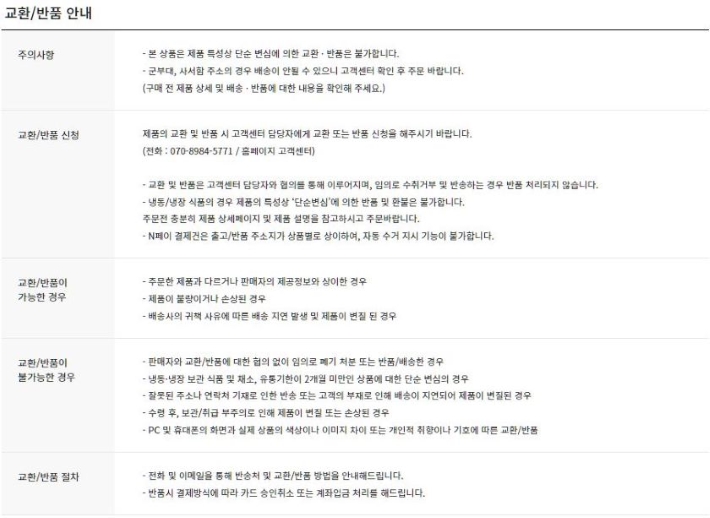 교환/반품 안내
주의사항
- 본 상품은 제품 특성상 단순 변심에 의한 교환 · 반품은 불가합니다.
- 군부대, 사서함 주소의 경우 배송이 안될 수 있으니 고객센터 확인 후 주문 바랍니다.
(구매 전 제품 상세 및 배송 · 반품에 대한 내용을 확인해 주세요.)
교환/반품 신청
제품의 교환 및 반품 시 고객센터 담당자에게 교환 또는 반품 신청을 해주시기 바랍니다.
(전화 : 070-8984-5771 / 홈페이지 고객센터)
- 교환 및 반품은 고객센터 담당자와 협의를 통해 이루어지며, 임의로 수취거부 및 반송하는 경우 반품 처리되지 않습니다.
- 냉동/냉장 식품의 경우 제품의 특성상 '단순변심'에 의한 반품 및 환불은 불가합니다.
주문전 충분히 제품 상세페이지 및 제품 설명을 참고하시고 주문바랍니다.
- N페이 결제건은 출고/반품 주소지가 상품별로 상이하여, 자동 수거 지시 기능이 불가합니다.
교환/반품이
가능한 경우
- 주문한 제품과 다르거나 판매자의 제공정보와 상이한 경우
- 제품이 불량이거나 손상된 경우
- 배송사의 귀책 사유에 따른 배송 지연 발생 및 제품이 변질 된 경우
교환/반품이
불가능한 경우
- 판매자와 교환/반품에 대한 협의 없이 임의로 폐기 처분 또는 반품/배송한 경우
- 냉동·냉장 보관 식품 및 채소, 유통기한이 2개월 미만인 상품에 대한 단순 변심의 경우
- 잘못된 주소나 연락처 기재로 인한 반송 또는 고객의 부재로 인해 배송이 지연되어 제품이 변질된 경우
- 수령 후, 보관/취급 부주의로 인해 제품이 변질 또는 손상된 경우
- PC 및 휴대폰의 화면과 실제 상품의 색상이나 이미지 차이 또는 개인적 취향이나 기호에 따른 교환/반품
교환/반품 절차
- 전화 및 이메일을 통해 반송처 및 교환/반품 방법을 안내해드립니다.
- 반품시 결제방식에 따라 카드 승인취소 또는 계좌입금 처리를 해드립니다.